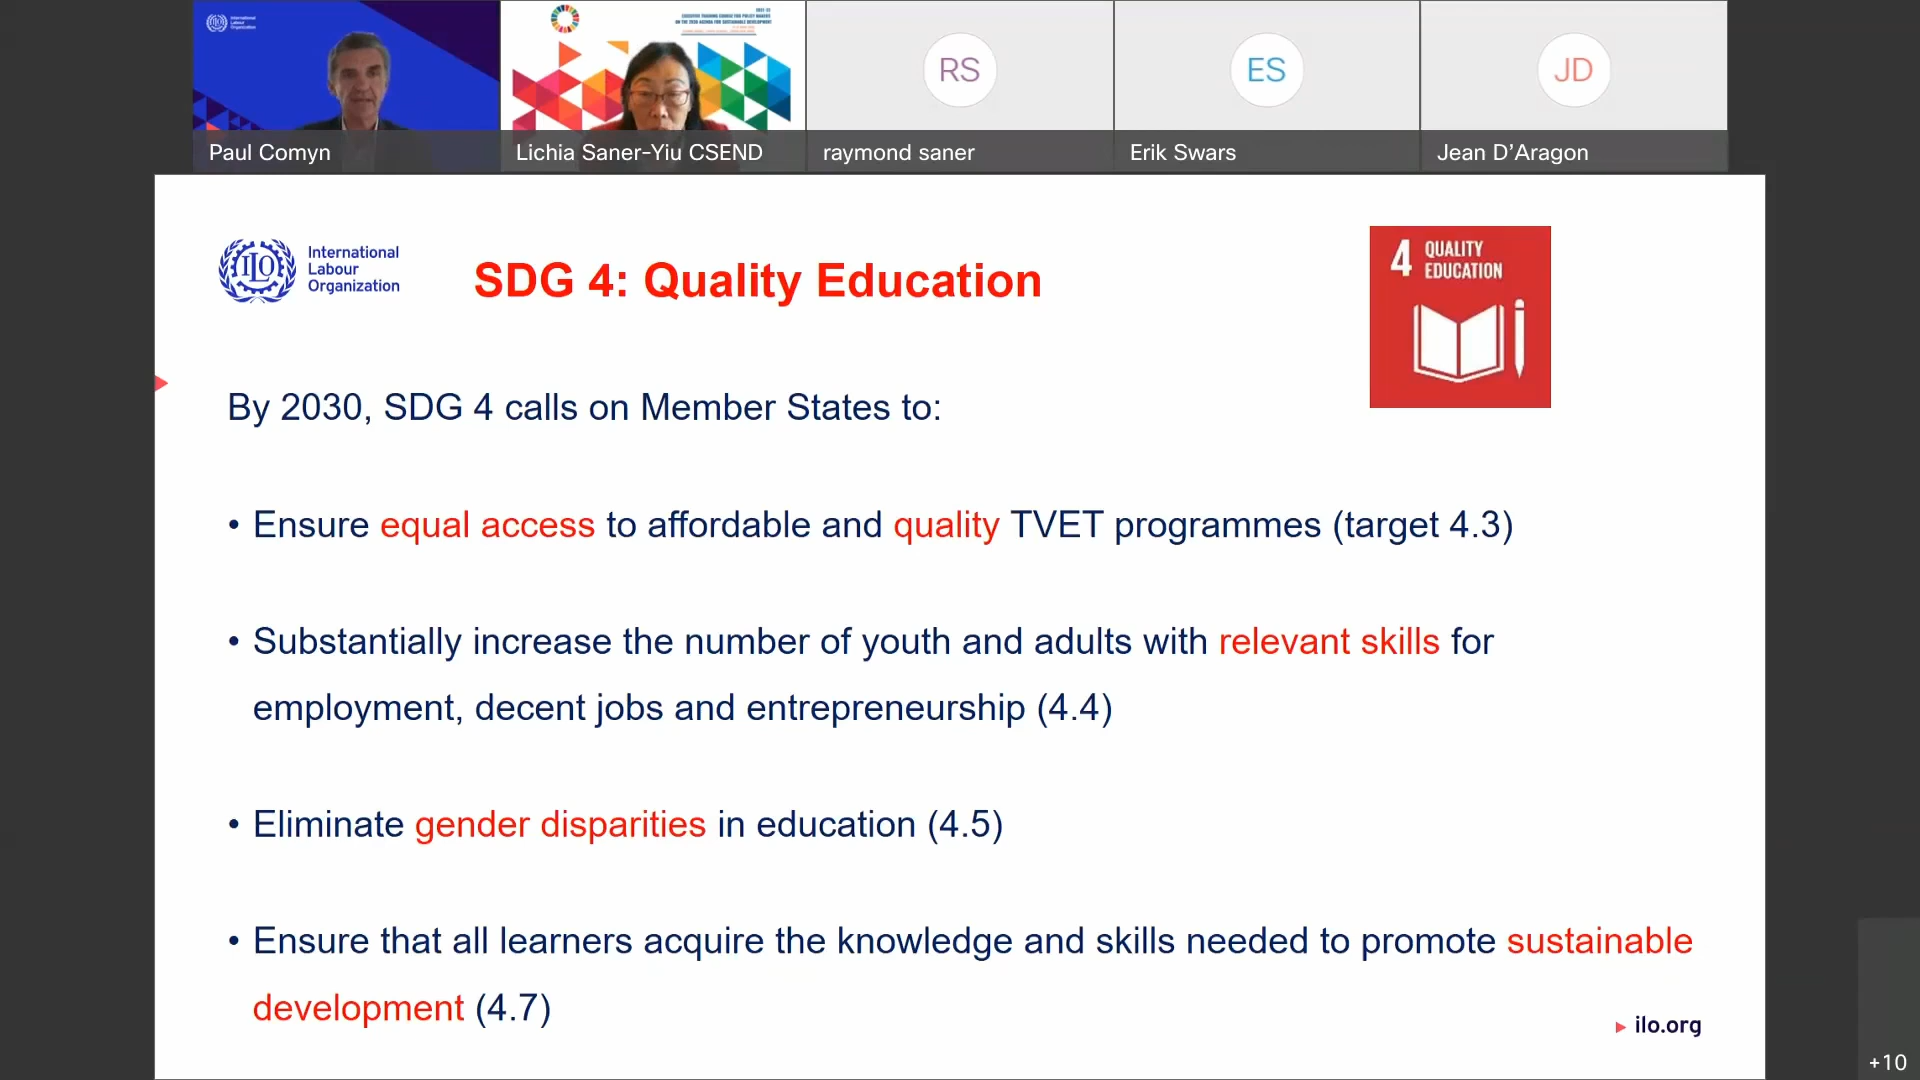 International
Labour
Organization
RS
ES
JD
Paul Comyn
Lichia Saner-Yiu CSEND
raymond saner
Erik Swars
Jean D’Aragon
ILO
International
Labour
Organization
SDG 4: Quality Education
4 QUALITY
EDUCATION
By 2030, SDG 4 calls on Member States to:
• Ensure equal access to affordable and quality TVET programmes (target 4.3)
• Substantially increase the number of youth and adults with relevant skills for
employment, decent jobs and entrepreneurship (4.4)
• Eliminate gender disparities in education (4.5)
• Ensure that all learners acquire the knowledge and skills needed to promote sustainable
development (4.7)
ilo.org
+10